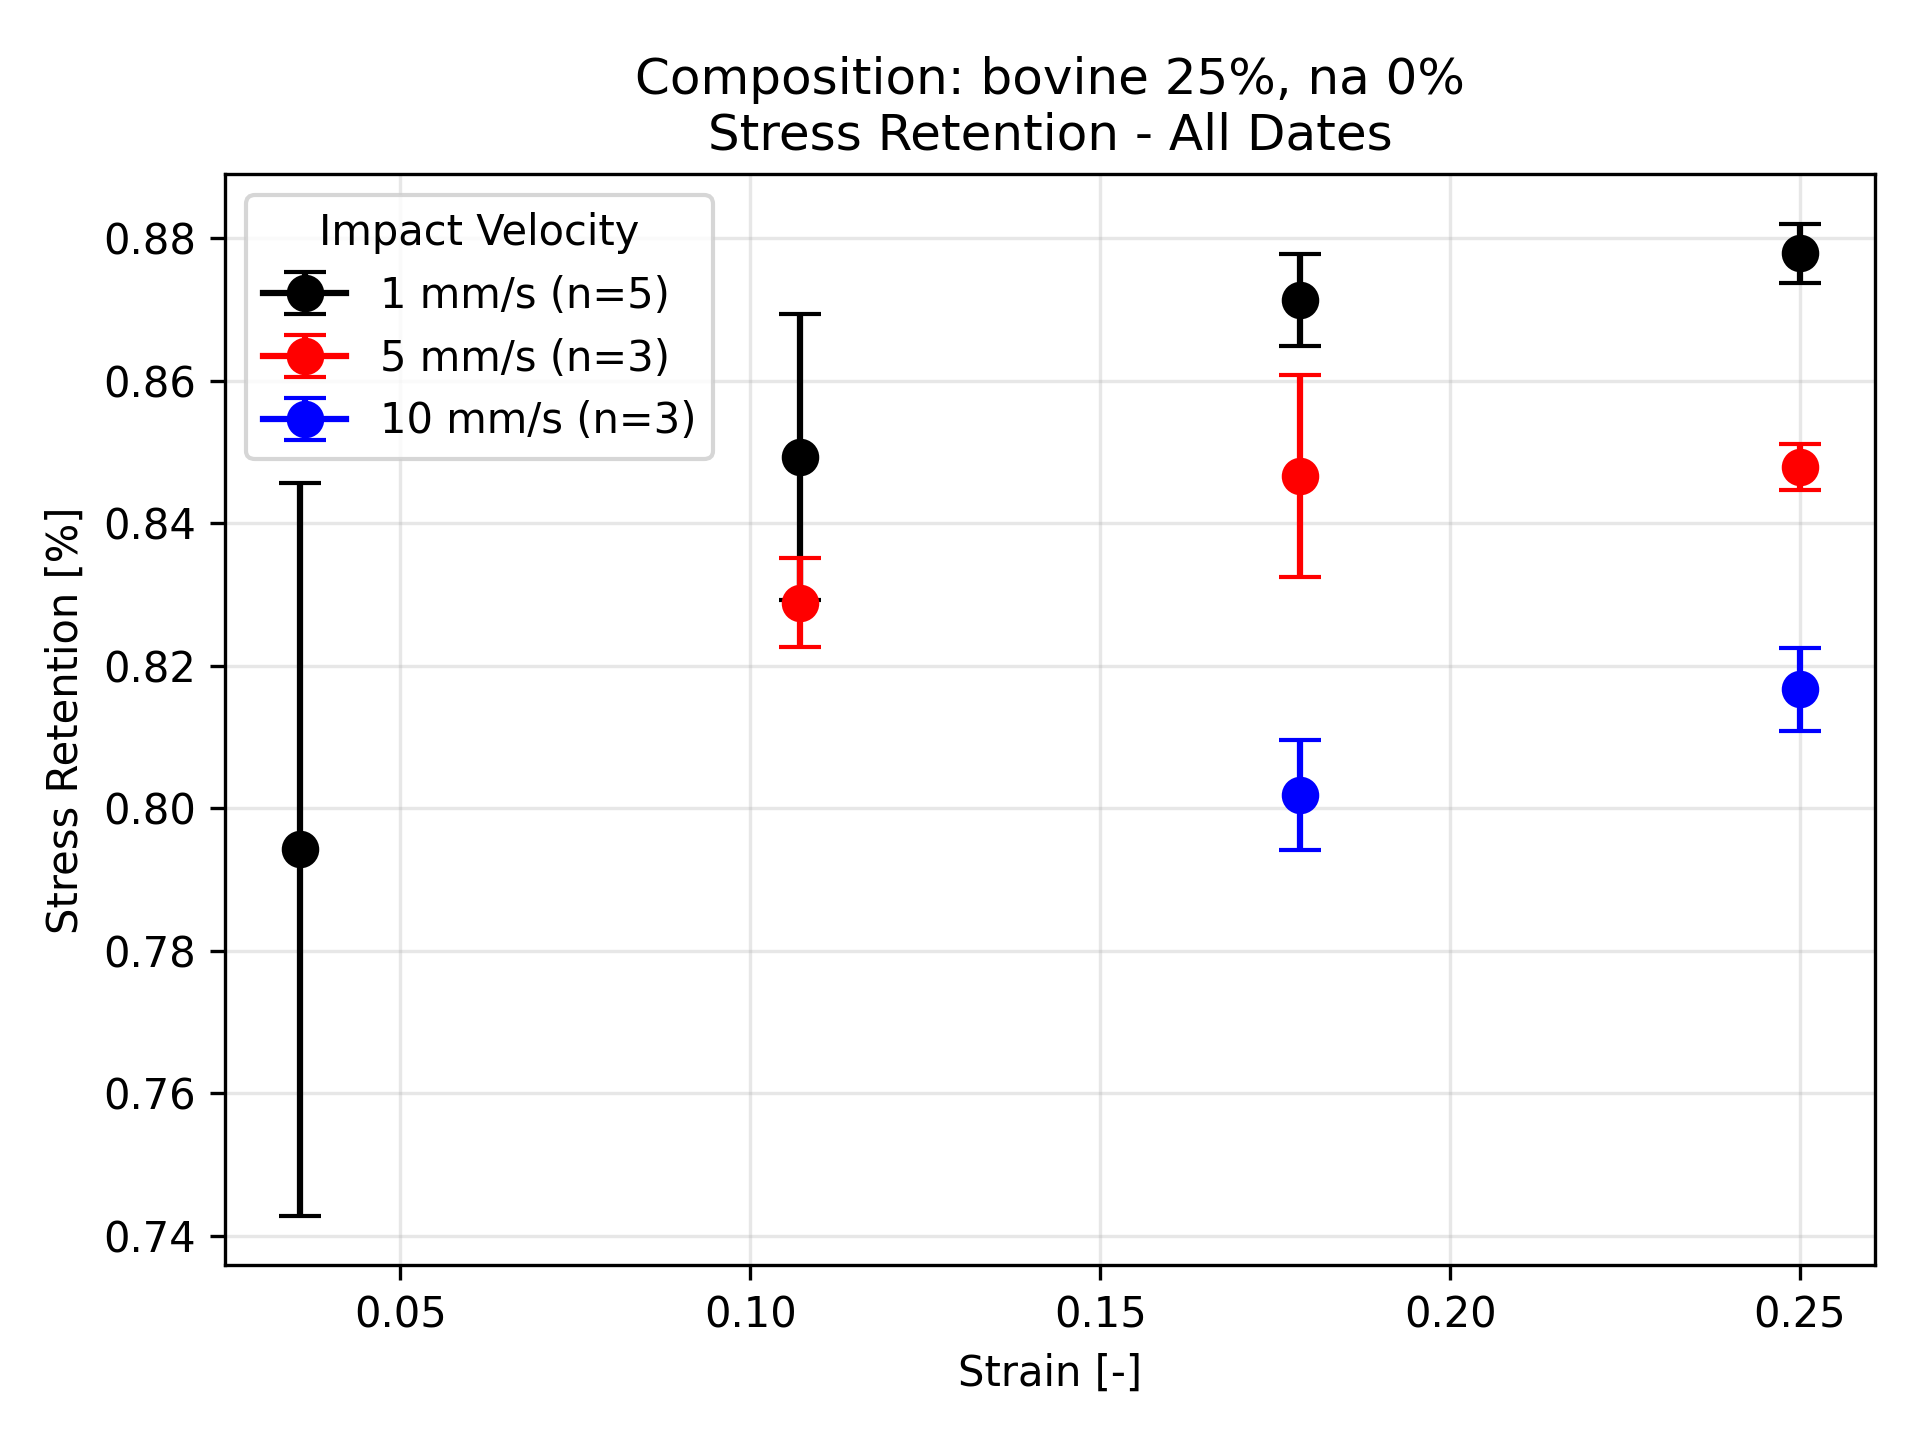 Composition: bovine 25%, na 0%
Stress Retention - All Dates
Impact Velocity
1 mm/s (n=5)
5 mm/s (n=3)
10 mm/s (n=3)
Stress Retention [%]
0.88
0.86
0.84
0.82
0.80
0.78
0.76
0.74
0.05
0.10
0.15
0.20
0.25
Strain [-]